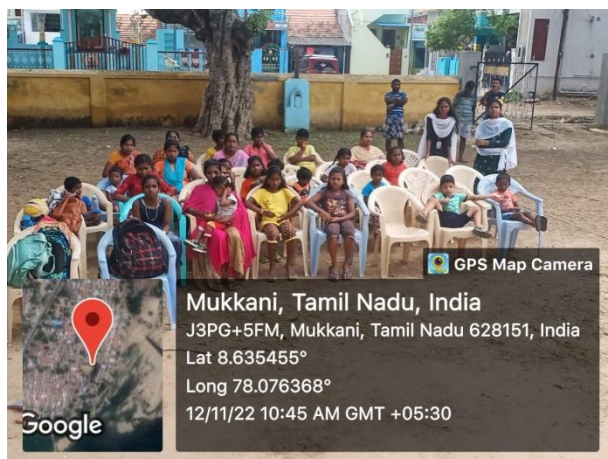 GPS Map Camera
Mukkani, Tamil Nadu, India
J3PG+5FM, Mukkani, Tamil Nadu 628151, India
Lat 8.635455°
Long 78.076368°
12/11/22 10:45 AM GMT +05:30
Google